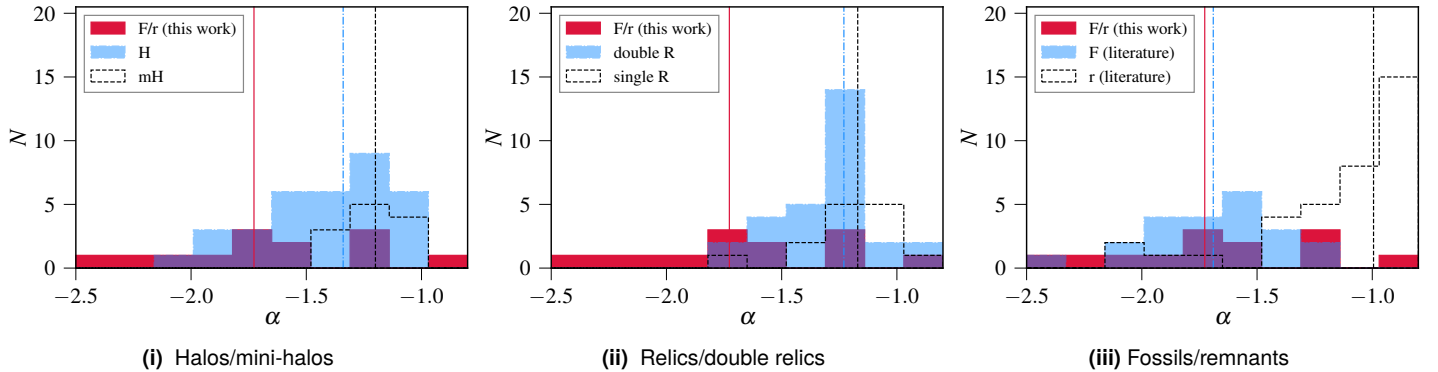 N
20
15
10
5
0
F/r (this work)
H
mH
−2.5 −2.0 −1.5 −1.0
α
(i) Halos/mini-halos
N
20
15
10
5
0
F/r (this work)
double R
single R
−2.5 −2.0 −1.5 −1.0
α
(ii) Relics/double relics
N
20
15
10
5
0
F/r (this work)
F (literature)
r (literature)
−2.5 −2.0 −1.5 −1.0
α
(iii) Fossils/remnants